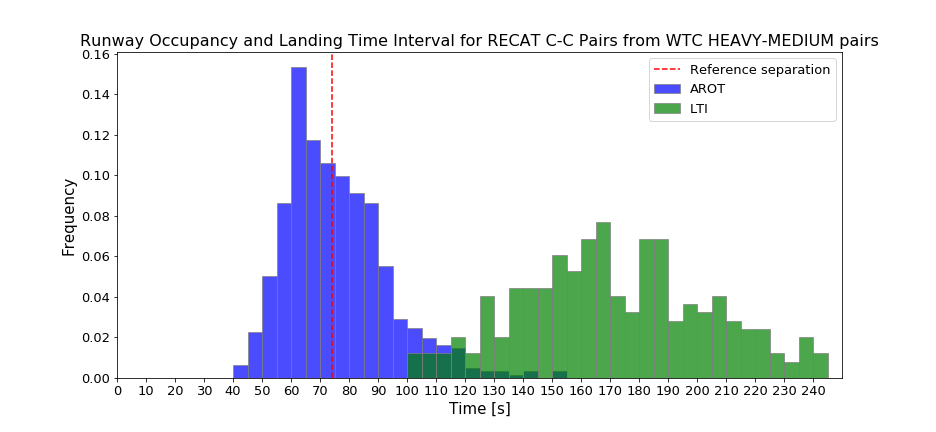 Runway Occupancy and Landing Time Interval for RECAT C-C Pairs from WTC HEAVY-MEDIUM pairs
Reference separation
AROT
LTI
Frequency
0.16
0.14
0.12
0.10
0.08
0.06
0.04
0.02
0.00
0 10 20 30 40 50 60 70 80 90 100 110 120 130 140 150 160 170 180 190 200 210 220 230 240
Time [s]